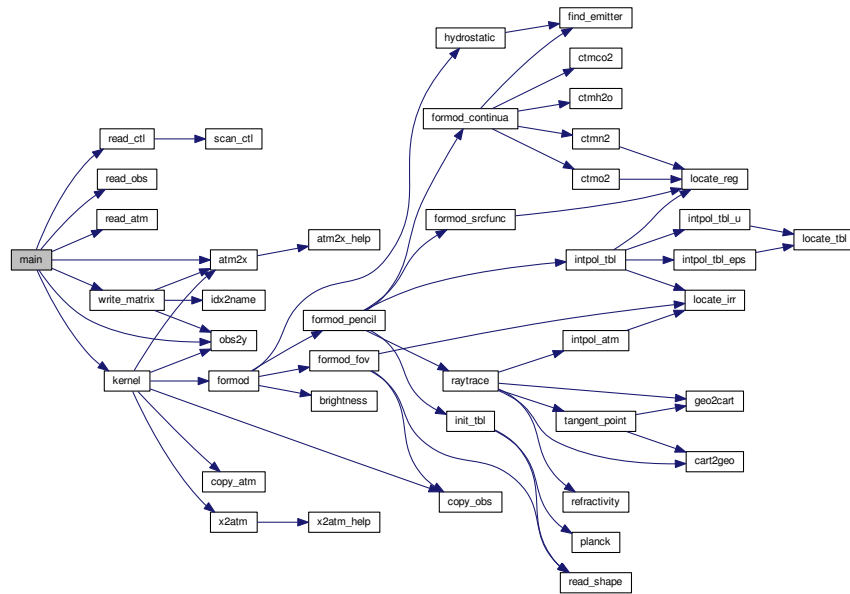 find_emitter
hydrostatic
ctmco2
ctmh2o
formod_continua
read_ctl
scan_ctl
ctmn2
read_obs
ctmo2
locate_reg
read_atm
formod_srcfunc
intpol_tbl_u
atm2x_help
locate_tbl
main
atm2x
intpol_tbl
intpol_tbl_eps
write_matrix
idx2name
locate_irr
formod_pencil
obs2y
intpol_atm
formod_fov
kernel
formod
raytrace
brightness
geo2cart
init_tbl
tangent_point
cart2geo
copy_atm
copy_obs
refractivity
x2atm
x2atm_help
planck
read_shape